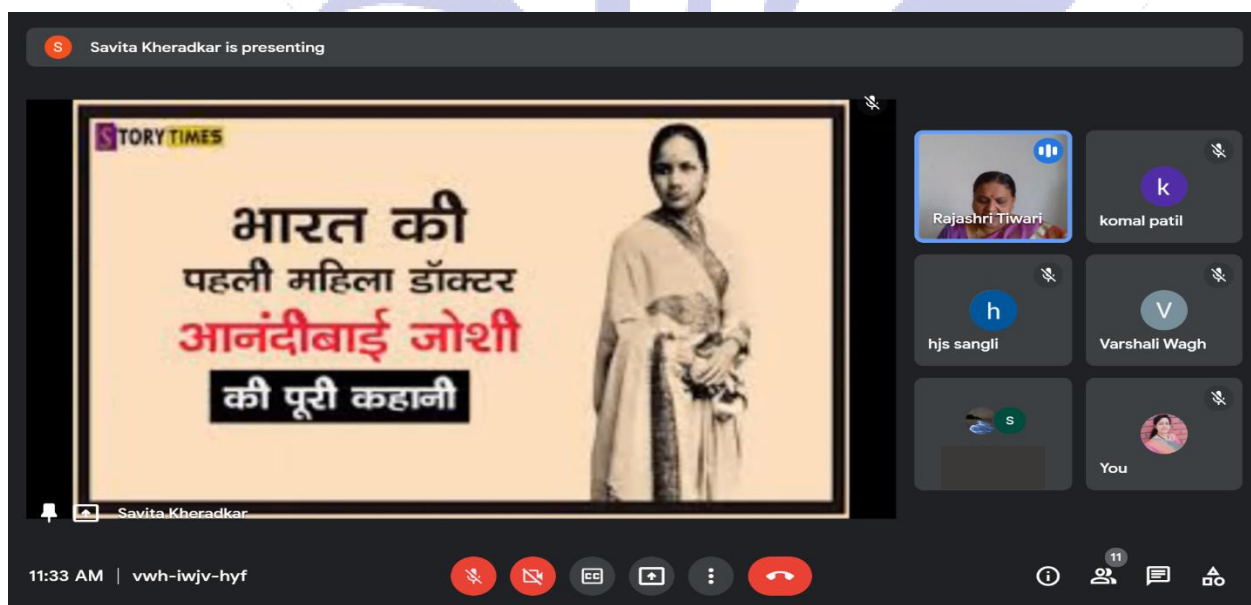 S Savita Kheradkar is presenting
STORY TIMES
भारत की
पहली महिला डॉक्टर
आनंदीबाई जोशी
की पूरी कहानी
Savita Kheradkar
Rajashri Tiwari
k
komal patil
h
hjs sangli
V
Varshali Wagh
s
You
11:33 AM | vwh-iwjv-hyf
CC
11